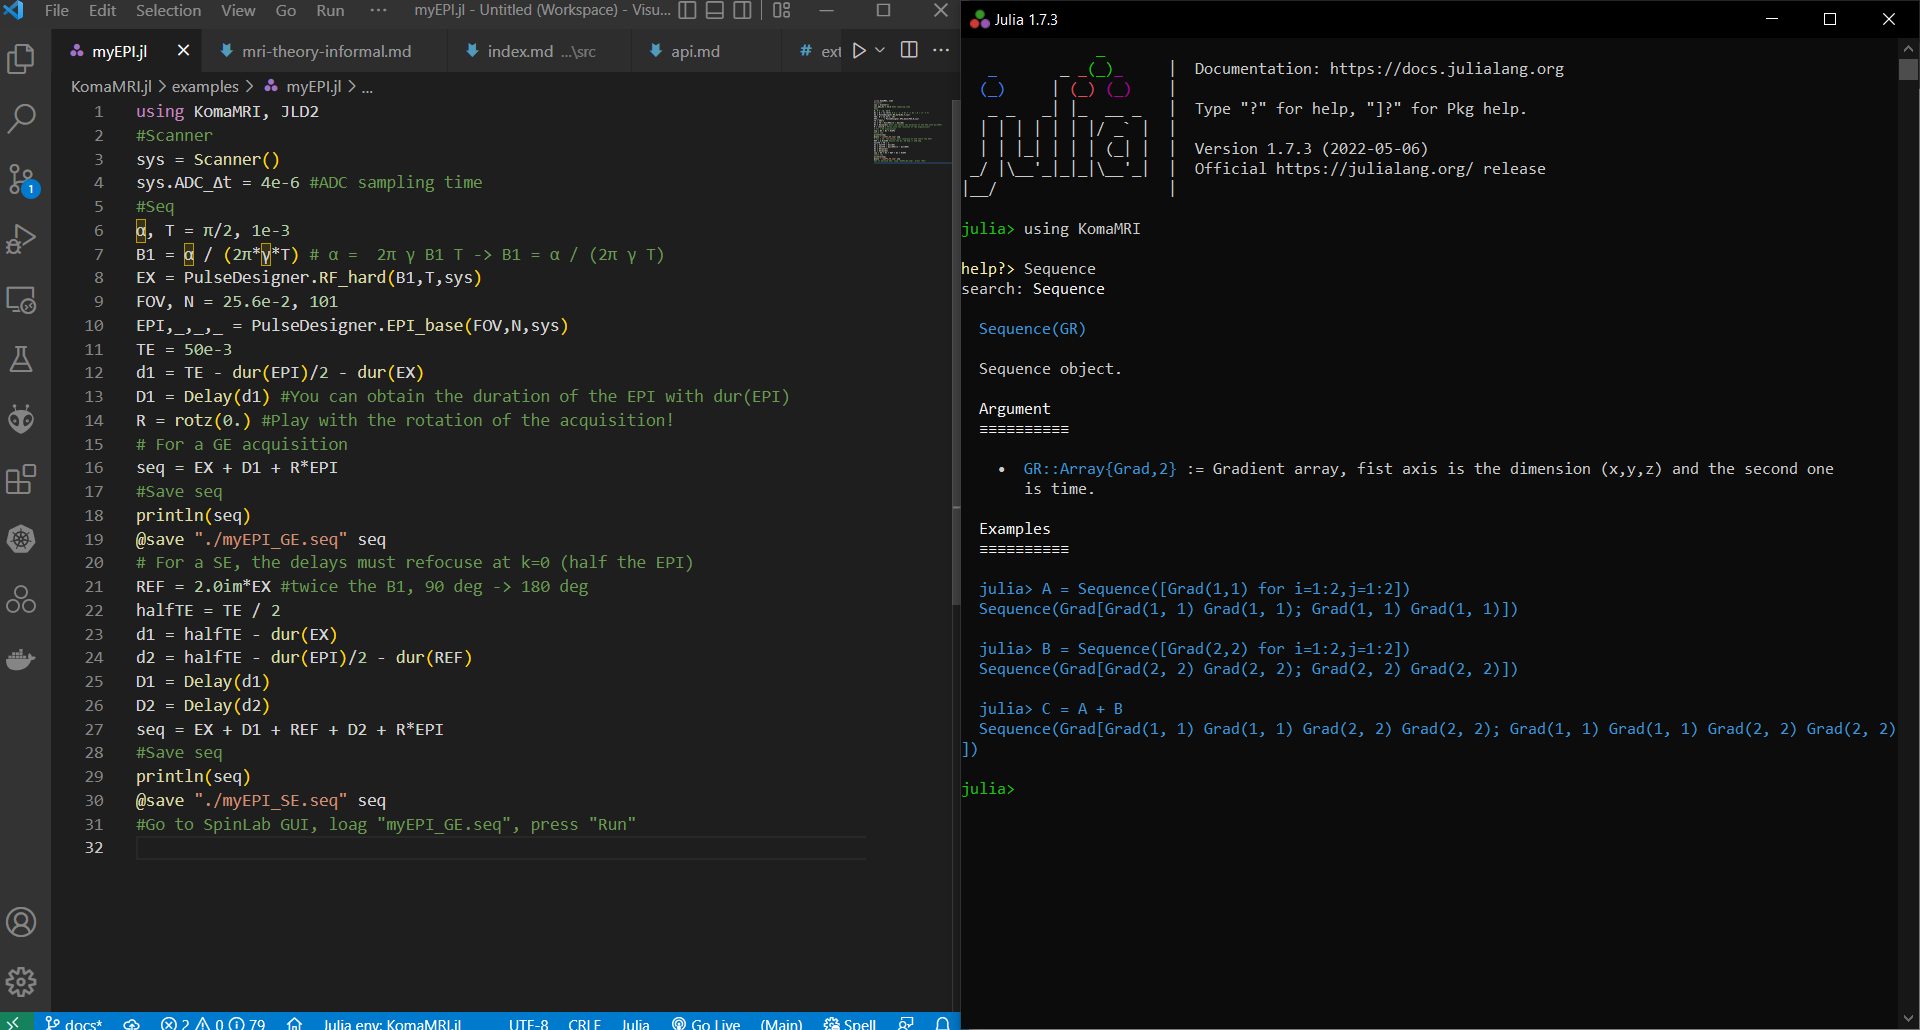 File Edit Selection View Go Run ··· myEPI.jl - Untitled (Workspace) - Visu...
myEPI.jl
mri-theory-informal.md
index.md ...\src
api.md
# ext
KomaMRI.jl > examples > myEPI.jl > ...
1 using KomaMRI, JLD2
2 #Scanner
3 sys = Scanner()
4 sys.ADC_Δt = 4e-6 #ADC sampling time
5 #Seq
6 α, T = π/2, 1e-3
7 B1 = α / (2π*γ*T) # α =  2π γ B1 T -> B1 = α / (2π γ T)
8 EX = PulseDesigner.RF_hard(B1,T,sys)
9 FOV, N = 25.6e-2, 101
10 EPI,_,_,_ = PulseDesigner.EPI_base(FOV,N,sys)
11 TE = 50e-3
12 d1 = TE - dur(EPI)/2 - dur(EX)
13 D1 = Delay(d1) #You can obtain the duration of the EPI with dur(EPI)
14 R = rotz(0.) #Play with the rotation of the acquisition!
15 # For a GE acquisition
16 seq = EX + D1 + R*EPI
17 #Save seq
18 println(seq)
19 @save "./myEPI_GE.seq" seq
20 # For a SE, the delays must refocuse at k=0 (half the EPI)
21 REF = 2.0im*EX #twice the B1, 90 deg -> 180 deg
22 halfTE = TE / 2
23 d1 = halfTE - dur(EX)
24 d2 = halfTE - dur(EPI)/2 - dur(REF)
25 D1 = Delay(d1)
26 D2 = Delay(d2)
27 seq = EX + D1 + REF + D2 + R*EPI
28 #Save seq
29 println(seq)
30 @save "./myEPI_SE.seq" seq
31 #Go to SpinLab GUI, loag "myEPI_GE.seq", press "Run"
32
1
docs* 2 0 79 Julia env: KomaMRI.jl UTF-8 CRLF Julia Go Live (Main) Spell
Julia 1.7.3
julia
Documentation: https://docs.julialang.org
Type "?" for help, "]?" for Pkg help.
Version 1.7.3 (2022-05-06)
Official https://julialang.org/ release
julia> using KomaMRI
help?> Sequence
search: Sequence
Sequence(GR)
Sequence object.
Argument
≡≡≡≡≡≡≡≡≡≡
• GR::Array{Grad,2} := Gradient array, fist axis is the dimension (x,y,z) and the second one
is time.
Examples
≡≡≡≡≡≡≡≡≡≡
julia> A = Sequence([Grad(1,1) for i=1:2,j=1:2])
Sequence(Grad[Grad(1, 1) Grad(1, 1); Grad(1, 1) Grad(1, 1)])
julia> B = Sequence([Grad(2,2) for i=1:2,j=1:2])
Sequence(Grad[Grad(2, 2) Grad(2, 2); Grad(2, 2) Grad(2, 2)])
julia> C = A + B
Sequence(Grad[Grad(1, 1) Grad(1, 1) Grad(2, 2) Grad(2, 2); Grad(1, 1) Grad(1, 1) Grad(2, 2) Grad(2, 2)
])
julia>